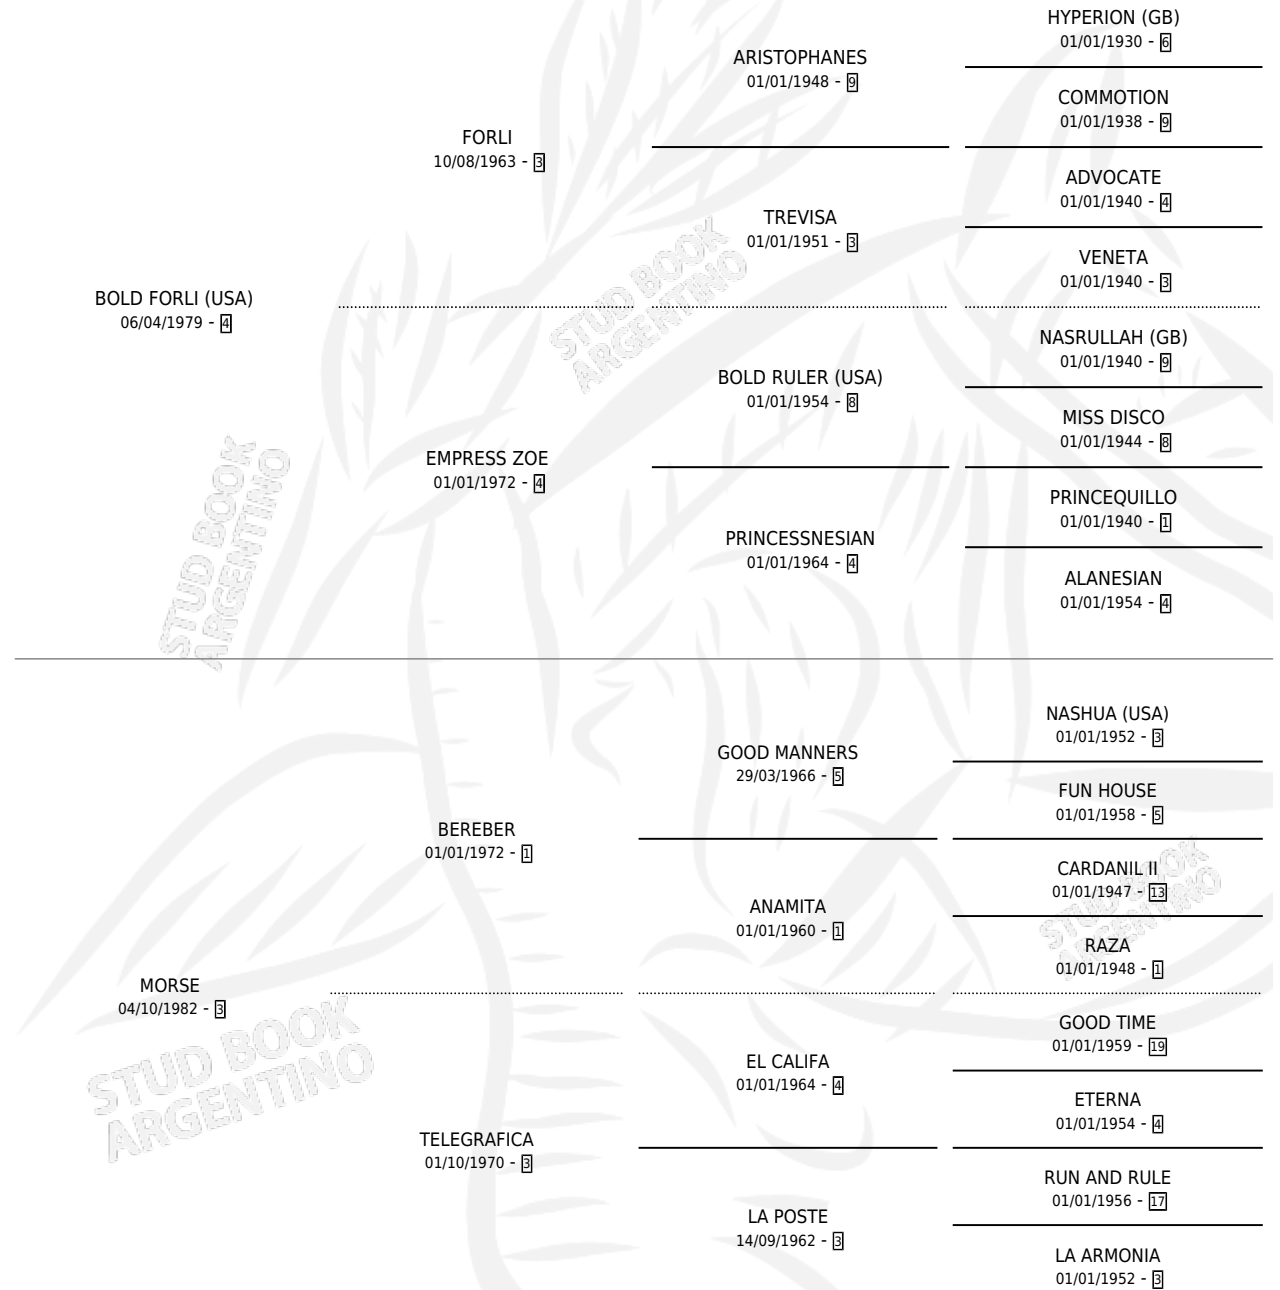 HYPERION (GB)
01/01/1930 - 6
ARISTOPHANES
01/01/1948 - 9
COMMOTION
01/01/1938 - 9
FORLI
10/08/1963 - 3
ADVOCATE
01/01/1940 - 4
TREVISA
01/01/1951 - 3
VENETA
01/01/1940 - 3
BOLD FORLI (USA)
06/04/1979 - 4
NASRULLAH (GB)
01/01/1940 - 9
BOLD RULER (USA)
01/01/1954 - 8
MISS DISCO
01/01/1944 - 8
EMPRESS ZOE
01/01/1972 - 4
PRINCEQUILLO
01/01/1940 - 1
PRINCESSNESIAN
01/01/1964 - 4
ALANESIAN
01/01/1954 - 4
STUD BOOK
ARGENTINO
STUD BOOK
ARGENTINO
NASHUA (USA)
01/01/1952 - 3
GOOD MANNERS
29/03/1966 - 5
FUN HOUSE
01/01/1958 - 5
BEREBER
01/01/1972 - 1
CARDANIL II
01/01/1947 - 13
ANAMITA
01/01/1960 - 1
RAZA
01/01/1948 - 1
STUD BOOK
ARGENTINO
MORSE
04/10/1982 - 3
GOOD TIME
01/01/1959 - 19
EL CALIFA
01/01/1964 - 4
ETERNA
01/01/1954 - 4
TELEGRAFICA
01/10/1970 - 3
RUN AND RULE
01/01/1956 - 17
LA POSTE
14/09/1962 - 3
LA ARMONIA
01/01/1952 - 3
STUD BOOK
ARGENTINO